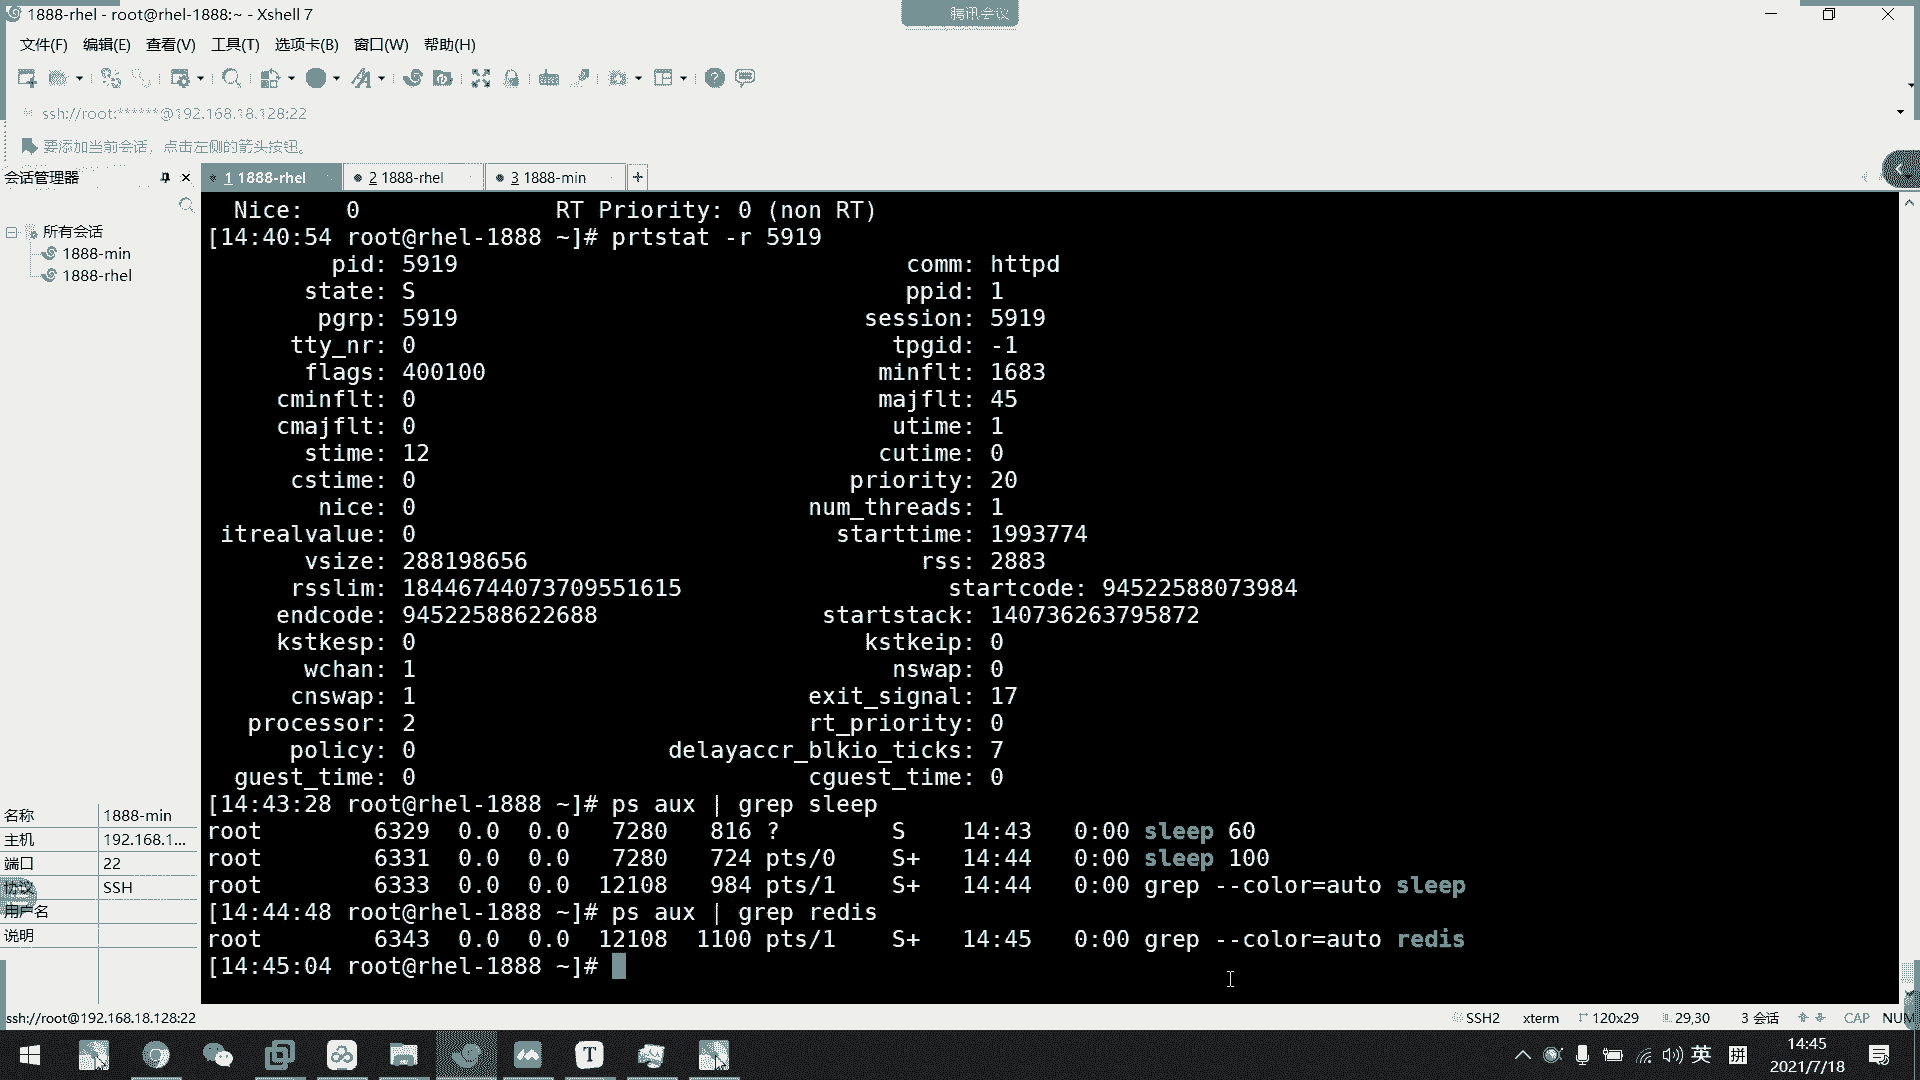 1888-rhel - root@rhel-1888:~ - Xshell 7
腾讯会议
文件(F) 编辑(E) 查看(V) 工具(T) 选项卡(B) 窗口(W) 帮助(H)
ssh://root:******@192.168.18.128:22
要添加当前会话，点击左侧的箭头按钮。
会话管理器
1 1888-rhel 2 1888-rhel 3 1888-min +
所有会话
1888-min
1888-rhel
Nice: 0 RT Priority: 0 (non RT)
[14:40:54 root@rhel-1888 ~]# prtstat -r 5919
pid: 5919 comm: httpd
state: S ppid: 1
pgrp: 5919 session: 5919
tty_nr: 0 tpgid: -1
flags: 400100 minflt: 1683
cminflt: 0 majflt: 45
cmajflt: 0 utime: 1
stime: 12 cutime: 0
cstime: 0 priority: 20
nice: 0 num_threads: 1
itrealvalue: 0 starttime: 1993774
vsize: 288198656 rss: 2883
rsslim: 18446744073709551615 startcode: 94522588073984
endcode: 94522588622688 startstack: 140736263795872
kstkesp: 0 kstkeip: 0
wchan: 1 nswap: 0
cnswap: 1 exit_signal: 17
processor: 2 rt_priority: 0
policy: 0 delayaccr_blkio_ticks: 7
guest_time: 0 cguest_time: 0
[14:43:28 root@rhel-1888 ~]# ps aux | grep sleep
root 6329 0.0 0.0 7280 816 ? S 14:43 0:00 sleep 60
root 6331 0.0 0.0 7280 724 pts/0 S+ 14:44 0:00 sleep 100
root 6333 0.0 0.0 12108 984 pts/1 S+ 14:44 0:00 grep --color=auto sleep
[14:44:48 root@rhel-1888 ~]# ps aux | grep redis
root 6343 0.0 0.0 12108 1100 pts/1 S+ 14:45 0:00 grep --color=auto redis
[14:45:04 root@rhel-1888 ~]#
名称 1888-min
主机 192.168.1...
端口 22
协议 SSH
用户名
说明
ssh://root@192.168.18.128:22
SSH2 xterm 120x29 29,30 3 会话 CAP NUM
英 拼
14:45
2021/7/18